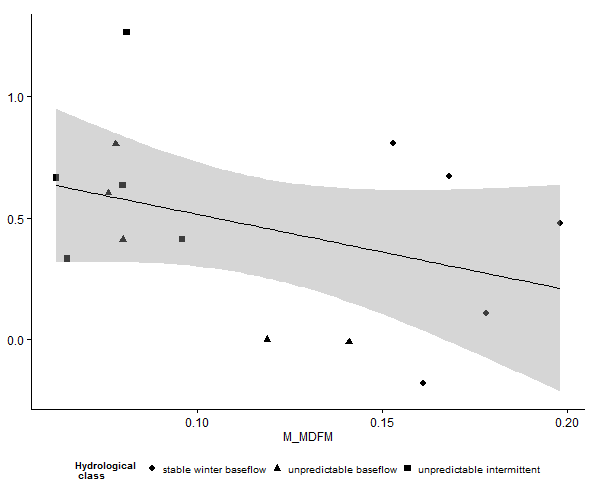 1.0
0.5
0.0
0.10 0.15 0.20
M_MDFM
Hydrological class stable winter baseflow unpredictable baseflow unpredictable intermittent